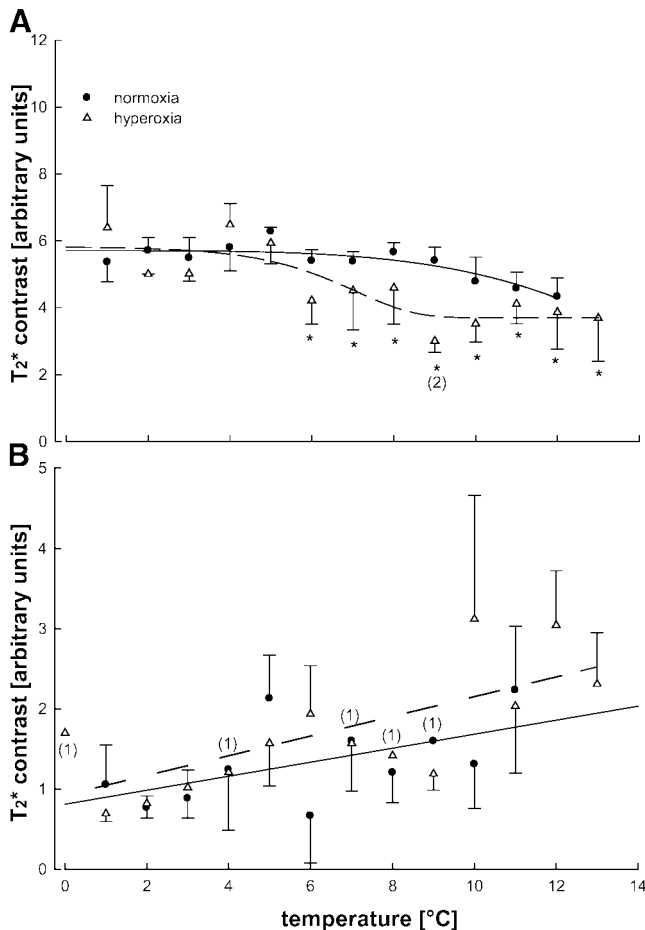 A
12
normoxia
hyperoxia
10
8
6
4
2
0
T2* contrast [arbitrary units]
* * * * * * * *
(2)
B
5
4
3
2
1
0
T2* contrast [arbitrary units]
(1) (1) (1) (1) (1)
0 2 4 6 8 10 12 14
temperature [°C]